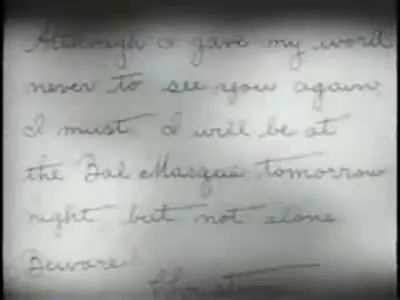 Although I gave my word
never to see you again,
I must I will be at
the Bal Masque tomorrow
night but not alone
Beware!